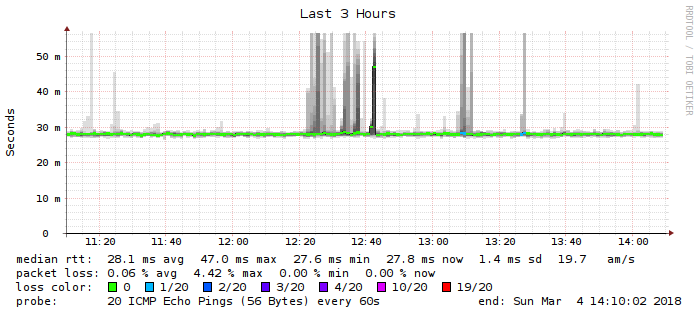 Last 3 Hours
RRDTOOL / TOBI OETIKER
Seconds
50 m
40 m
30 m
20 m
10 m
0
11:20 11:40 12:00 12:20 12:40 13:00 13:20 13:40 14:00
median rtt: 28.1 ms avg 47.0 ms max 27.6 ms min 27.8 ms now 1.4 ms sd 19.7 am/s
packet loss: 0.06 % avg 4.42 % max 0.00 % min 0.00 % now
loss color: 0 1/20 2/20 3/20 4/20 10/20 19/20
probe: 20 ICMP Echo Pings (56 Bytes) every 60s end: Sun Mar 4 14:10:02 2018